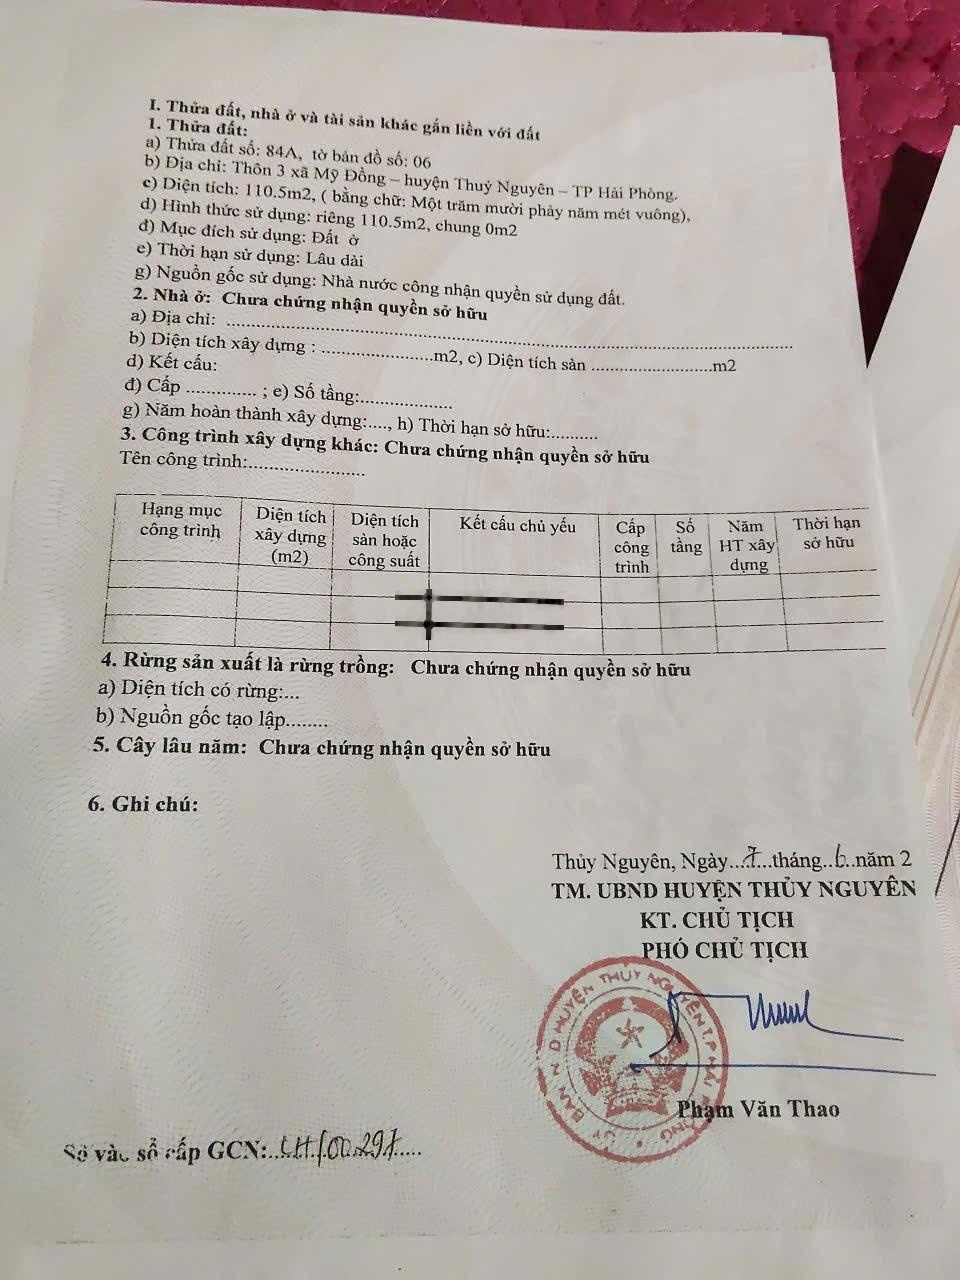 I. Thửa đất, nhà ở và tài sản khác gắn liền với đất
1. Thửa đất:
a) Thửa đất số: 84A, tờ bản đồ số: 06
b) Địa chỉ: Thôn 3 xã Mỹ Đồng – huyện Thuỷ Nguyên – TP Hải Phòng.
c) Diện tích: 110.5m2, ( bằng chữ: Một trăm mười phảy năm mét vuông),
d) Hình thức sử dụng: riêng 110.5m2, chung 0m2
đ) Mục đích sử dụng: Đất ở
e) Thời hạn sử dụng: Lâu dài
g) Nguồn gốc sử dụng: Nhà nước công nhận quyền sử dụng đất.
2. Nhà ở: Chưa chứng nhận quyền sở hữu
a) Địa chỉ: ........................................
b) Diện tích xây dựng : ....................m2, c) Diện tích sàn ......................m2
d) Kết cấu:
đ) Cấp ............. ; e) Số tầng:.................
g) Năm hoàn thành xây dựng:...., h) Thời hạn sở hữu:..........
3. Công trình xây dựng khác: Chưa chứng nhận quyền sở hữu
Tên công trình:......................
Hạng mục công trình
Diện tích xây dựng (m2)
Diện tích sàn hoặc công suất
Kết cấu chủ yếu
Cấp công trình
Số tầng
Năm HT xây dựng
Thời hạn sở hữu
4. Rừng sản xuất là rừng trồng: Chưa chứng nhận quyền sở hữu
a) Diện tích có rừng:...
b) Nguồn gốc tạo lập........
5. Cây lâu năm: Chưa chứng nhận quyền sở hữu
6. Ghi chú:
Thủy Nguyên, Ngày...7...tháng..6..năm 2
TM. UBND HUYỆN THỦY NGUYÊN
KT. CHỦ TỊCH
PHÓ CHỦ TỊCH
Phạm Văn Thao
Số vào sổ cấp GCN:..CH/00297.....